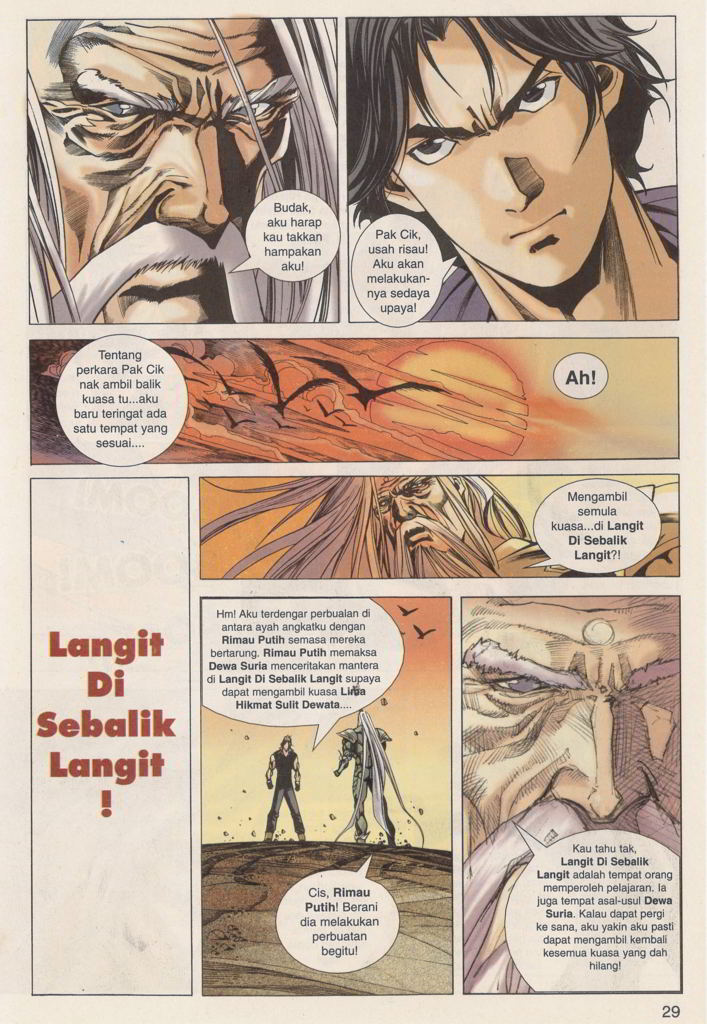 Budak,
aku harap
kau takkan
hampakan
aku!
Pak Cik,
usah risau!
Aku akan
melakukan-
nya sedaya
upaya!
Tentang
perkara Pak Cik
nak ambil balik
kuasa tu...aku
baru teringat ada
satu tempat yang
sesuai....
Ah!
Mengambil
semula
kuasa...di Langit
Di Sebalik
Langit?!
Langit
Di
Sebalik
Langit
!
Hm! Aku terdengar perbualan di
antara ayah angkatku dengan
Rimau Putih semasa mereka
bertarung. Rimau Putih memaksa
Dewa Suria menceritakan mantera
di Langit Di Sebalik Langit supaya
dapat mengambil kuasa Lima
Hikmat Sulit Dewata....
Cis, Rimau
Putih! Berani
dia melakukan
perbuatan
begitu!
Kau tahu tak,
Langit Di Sebalik
Langit adalah tempat orang
memperoleh pelajaran. Ia
juga tempat asal-usul Dewa
Suria. Kalau dapat pergi
ke sana, aku yakin aku pasti
dapat mengambil kembali
kesemua kuasa yang dah
hilang!
29